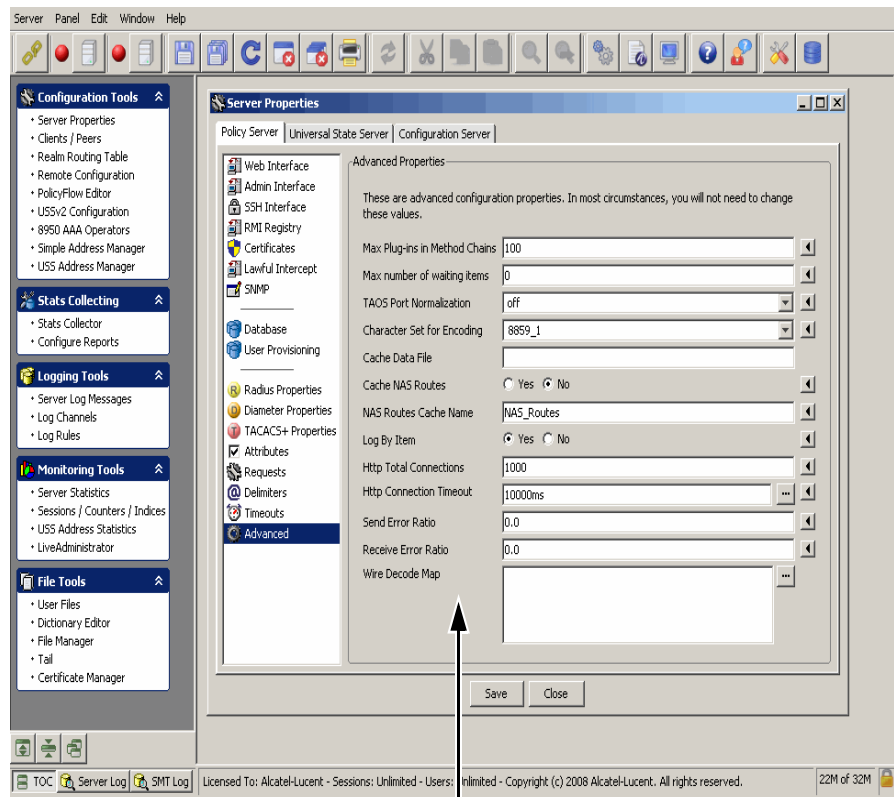 Server Panel Edit Window Help
Configuration Tools
Server Properties
Clients / Peers
Realm Routing Table
Remote Configuration
PolicyFlow Editor
USSv2 Configuration
8950 AAA Operators
Simple Address Manager
USS Address Manager
Stats Collecting
Stats Collector
Configure Reports
Logging Tools
Server Log Messages
Log Channels
Log Rules
Monitoring Tools
Server Statistics
Sessions / Counters / Indices
USS Address Statistics
LiveAdministrator
File Tools
User Files
Dictionary Editor
File Manager
Tail
Certificate Manager
Server Properties
Policy Server Universal State Server Configuration Server
Web Interface
Admin Interface
SSH Interface
RMI Registry
Certificates
Lawful Intercept
SNMP
Database
User Provisioning
Radius Properties
Diameter Properties
TACACS+ Properties
Attributes
Requests
Delimiters
Timeouts
Advanced
Advanced Properties
These are advanced configuration properties. In most circumstances, you will not need to change
these values.
Max Plug-ins in Method Chains 100
Max number of waiting items 0
TAOS Port Normalization off
Character Set for Encoding 8859_1
Cache Data File
Cache NAS Routes Yes No
NAS Routes Cache Name NAS_Routes
Log By Item Yes No
Http Total Connections 1000
Http Connection Timeout 10000ms ...
Send Error Ratio 0.0
Receive Error Ratio 0.0
Wire Decode Map ...
Save Close
TOC Server Log SMT Log Licensed To: Alcatel-Lucent - Sessions: Unlimited - Users: Unlimited - Copyright (c) 2008 Alcatel-Lucent. All rights reserved. 22M of 32M